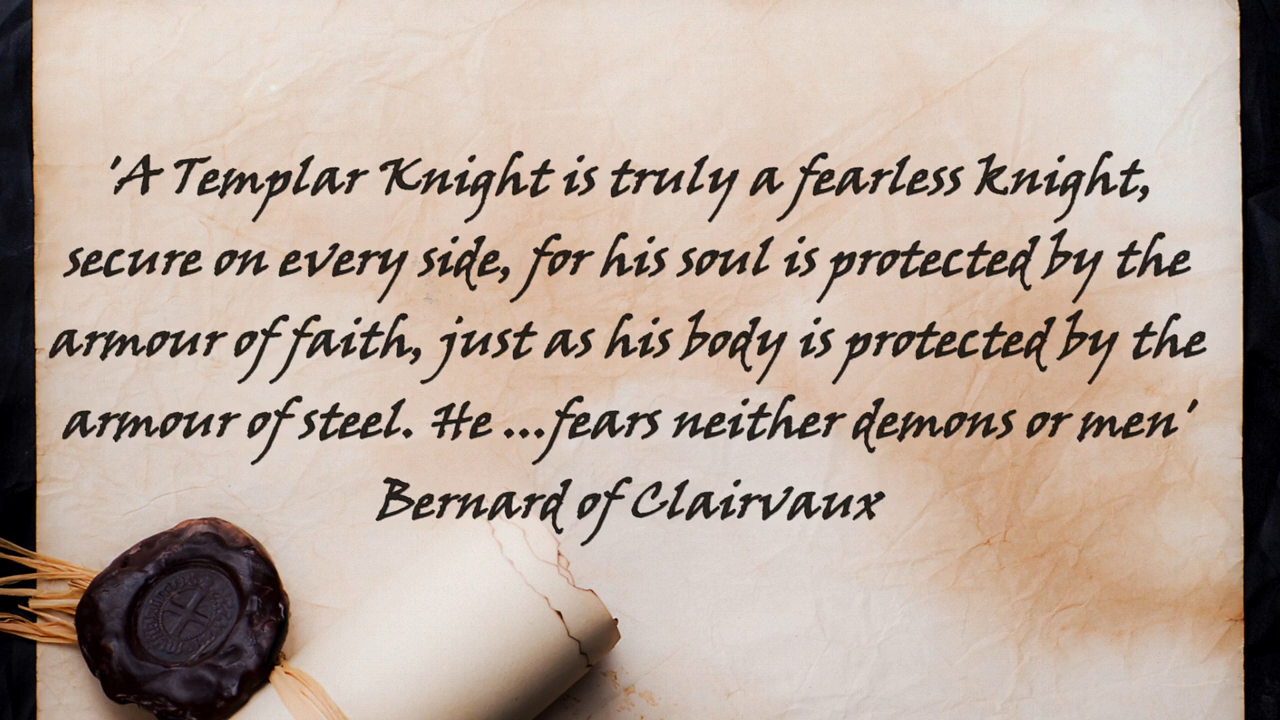 'A Templar Knight is truly a fearless knight,
secure on every side, for his soul is protected by the
armour of faith, just as his body is protected by the
armour of steel. He ...fears neither demons or men'
Bernard of Clairvaux